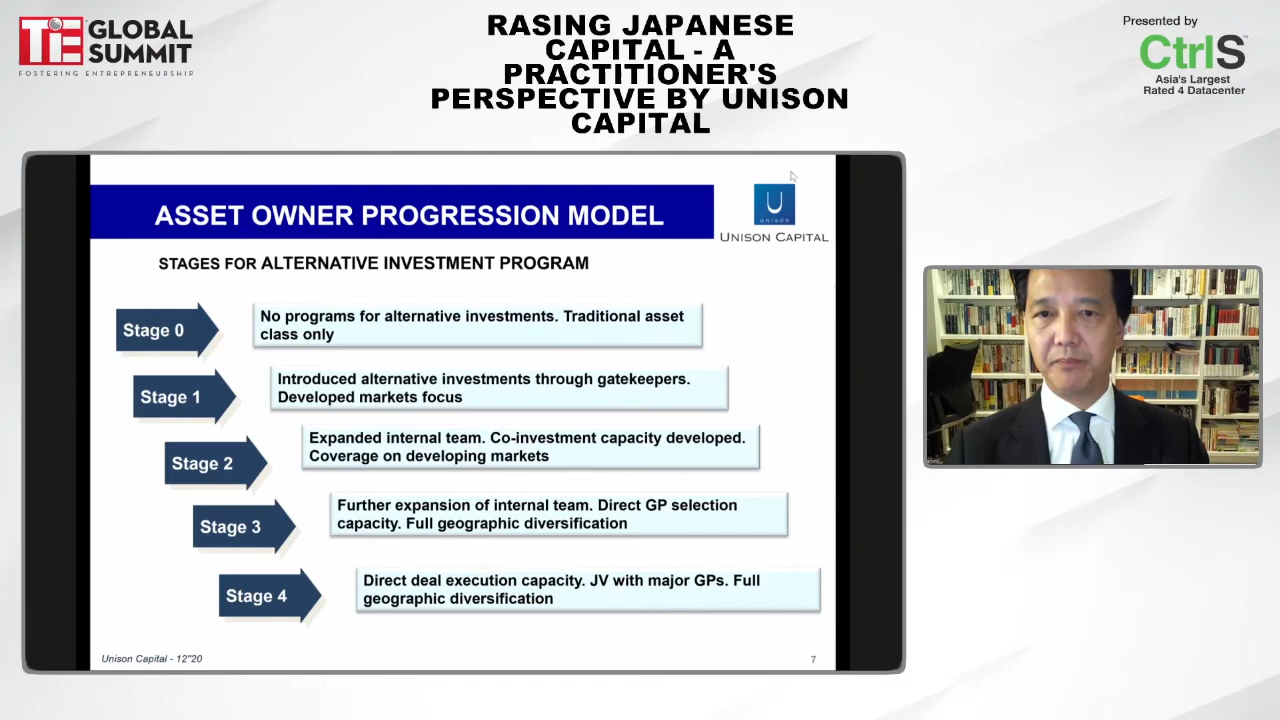 TiE GLOBAL
SUMMIT
FOSTERING ENTREPRENEURSHIP
RASING JAPANESE
CAPITAL - A
PRACTITIONER'S
PERSPECTIVE BY UNISON
CAPITAL
Presented by
CtrlS
Asia's Largest
Rated 4 Datacenter
ASSET OWNER PROGRESSION MODEL
U
UNISON
UNISON CAPITAL
STAGES FOR ALTERNATIVE INVESTMENT PROGRAM
Stage 0
No programs for alternative investments. Traditional asset
class only
Stage 1
Introduced alternative investments through gatekeepers.
Developed markets focus
Stage 2
Expanded internal team. Co-investment capacity developed.
Coverage on developing markets
Stage 3
Further expansion of internal team. Direct GP selection
capacity. Full geographic diversification
Stage 4
Direct deal execution capacity. JV with major GPs. Full
geographic diversification
Unison Capital - 12"20
7